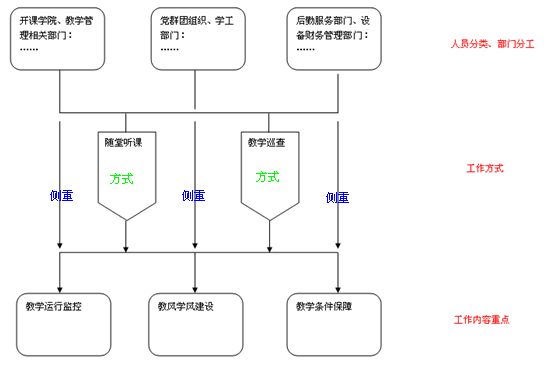 开课学院、教学管
理相关部门：
……
党群团组织、学工
部门：
……
后勤服务部门、设
备财务管理部门：
……
人员分类、部门分工
随堂听课
教学巡查
方式
方式
工作方式
侧重
侧重
侧重
教学运行监控
教风学风建设
教学条件保障
工作内容重点